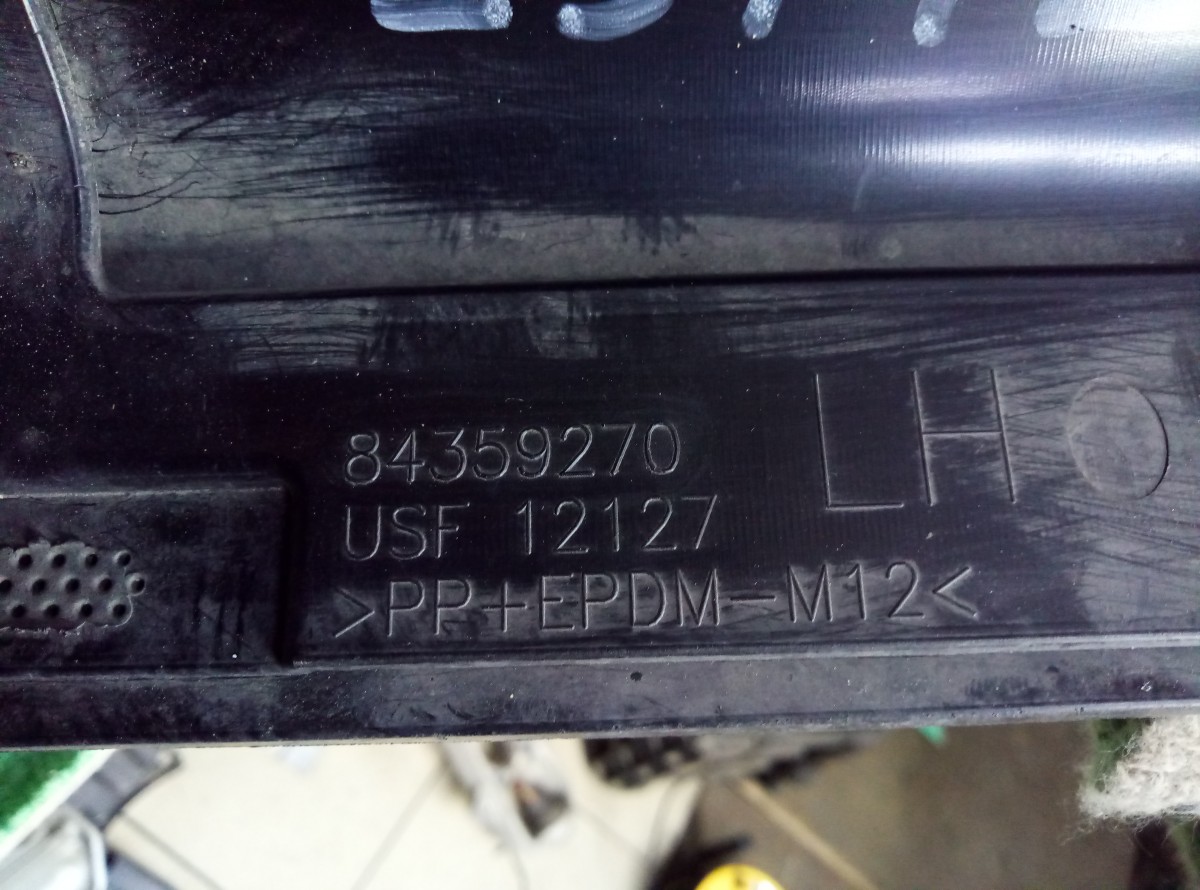 84359270
LH
USF 12127
>PP+EPDM-M12<